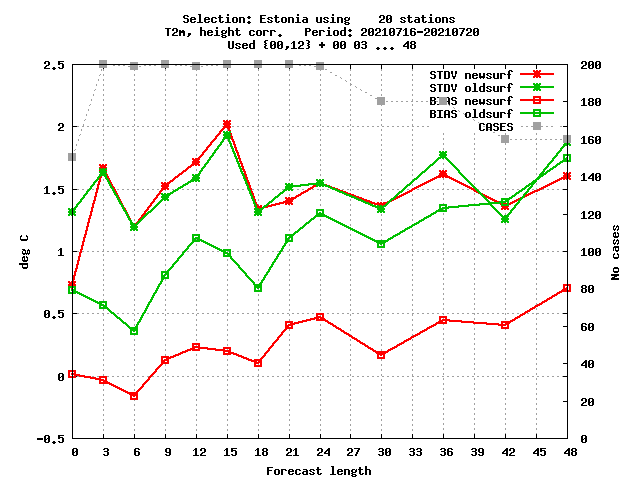 Selection: Estonia using    20 stations
T2m, height corr.   Period: 20210716-20210720
Used {00,12} + 00 03 ... 48
STDV newsurf
STDV oldsurf
BIAS newsurf
BIAS oldsurf
CASES
2.5
2
1.5
1
0.5
0
-0.5
deg C
200
180
160
140
120
100
80
60
40
20
0
No cases
0 3 6 9 12 15 18 21 24 27 30 33 36 39 42 45 48
Forecast length